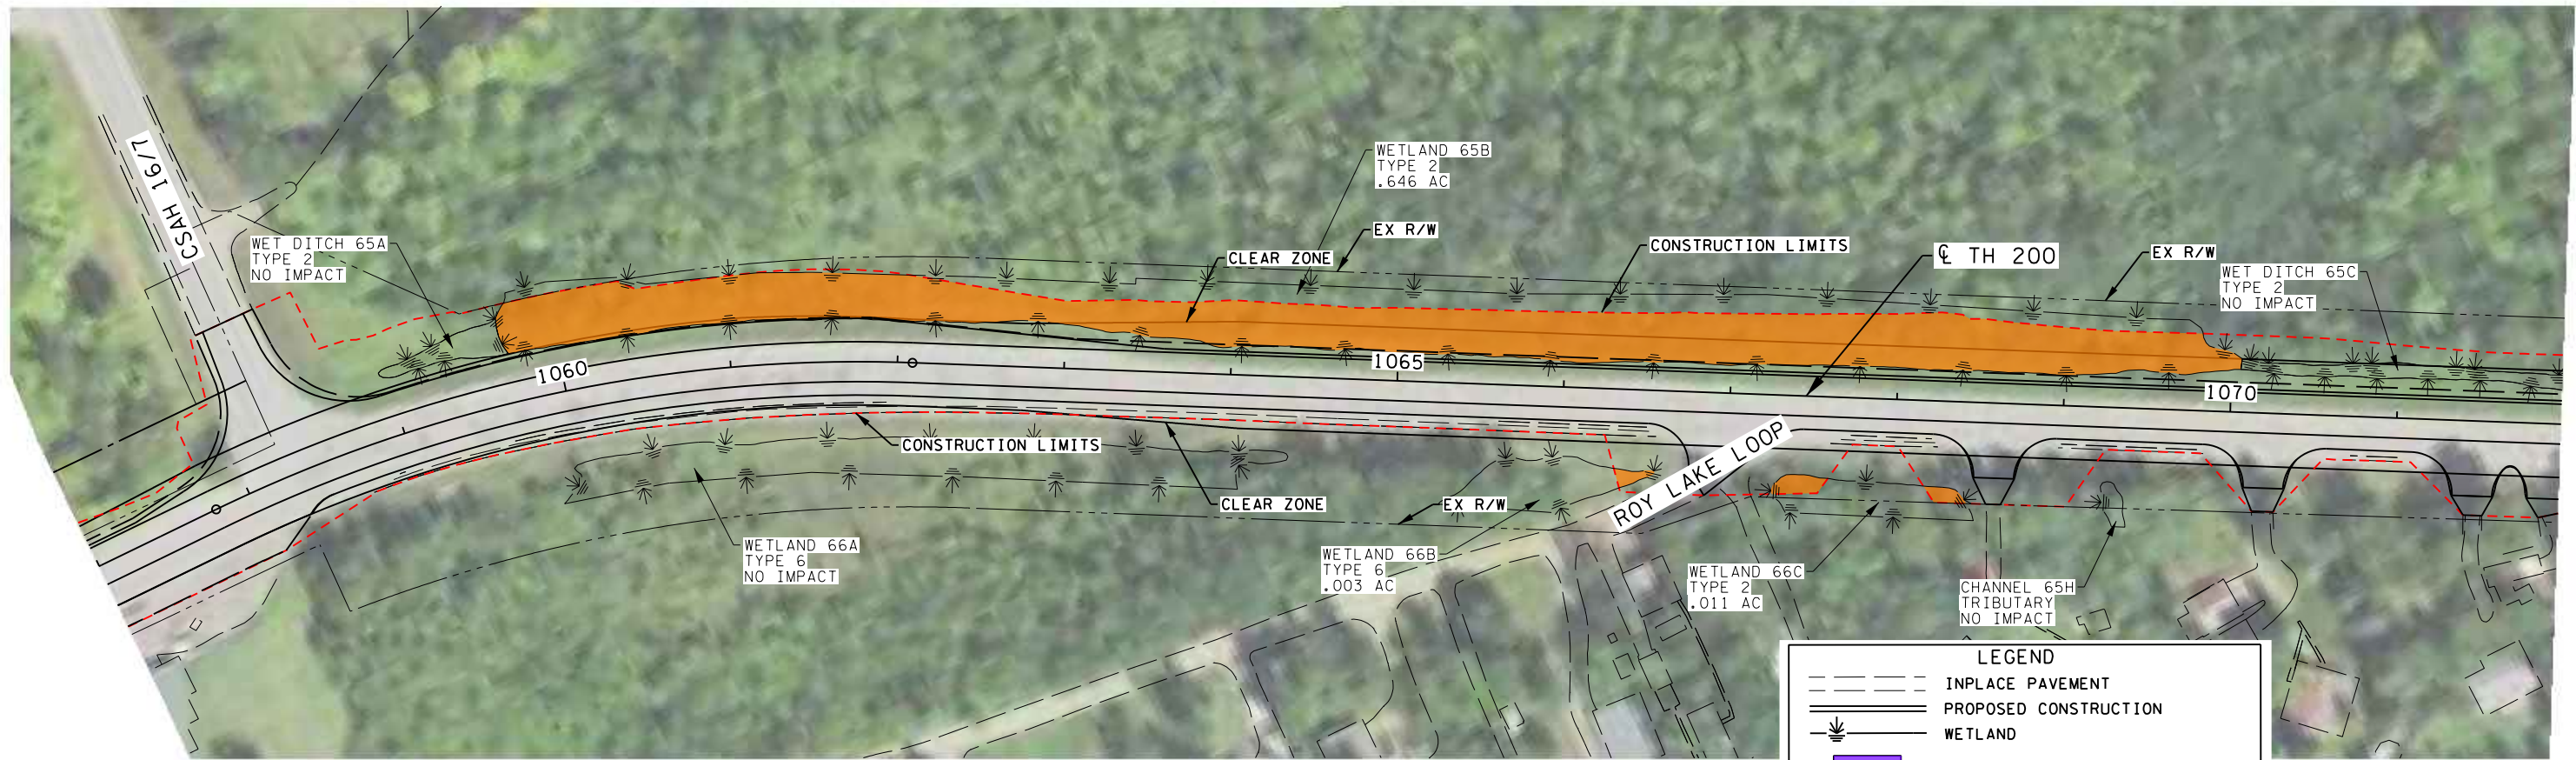 CSAH 16/7
WET DITCH 65A
TYPE 2
NO IMPACT
WETLAND 65B
TYPE 2
.646 AC
EX R/W
CLEAR ZONE
CONSTRUCTION LIMITS
℄ TH 200
EX R/W
WET DITCH 65C
TYPE 2
NO IMPACT
1060
1065
1070
CONSTRUCTION LIMITS
CLEAR ZONE
EX R/W
ROY LAKE LOOP
WETLAND 66A
TYPE 6
NO IMPACT
WETLAND 66B
TYPE 6
.003 AC
WETLAND 66C
TYPE 2
.011 AC
CHANNEL 65H
TRIBUTARY
NO IMPACT
LEGEND
INPLACE PAVEMENT
PROPOSED CONSTRUCTION
WETLAND